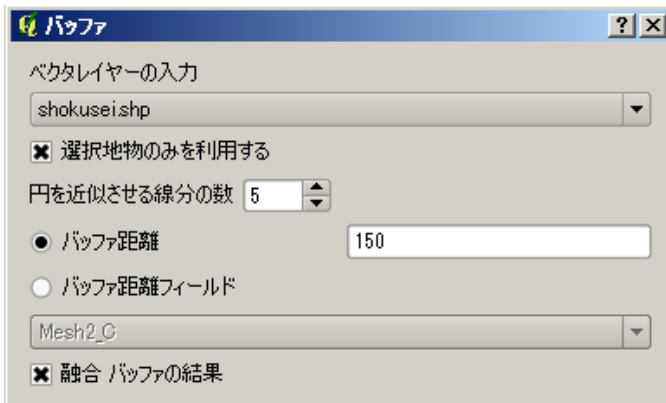 バッファ
ベクタレイヤーの入力
shokusei.shp
選択地物のみを利用する
円を近似させる線分の数 5
バッファ距離 150
バッファ距離フィールド
Mesh2_C
融合 バッファの結果